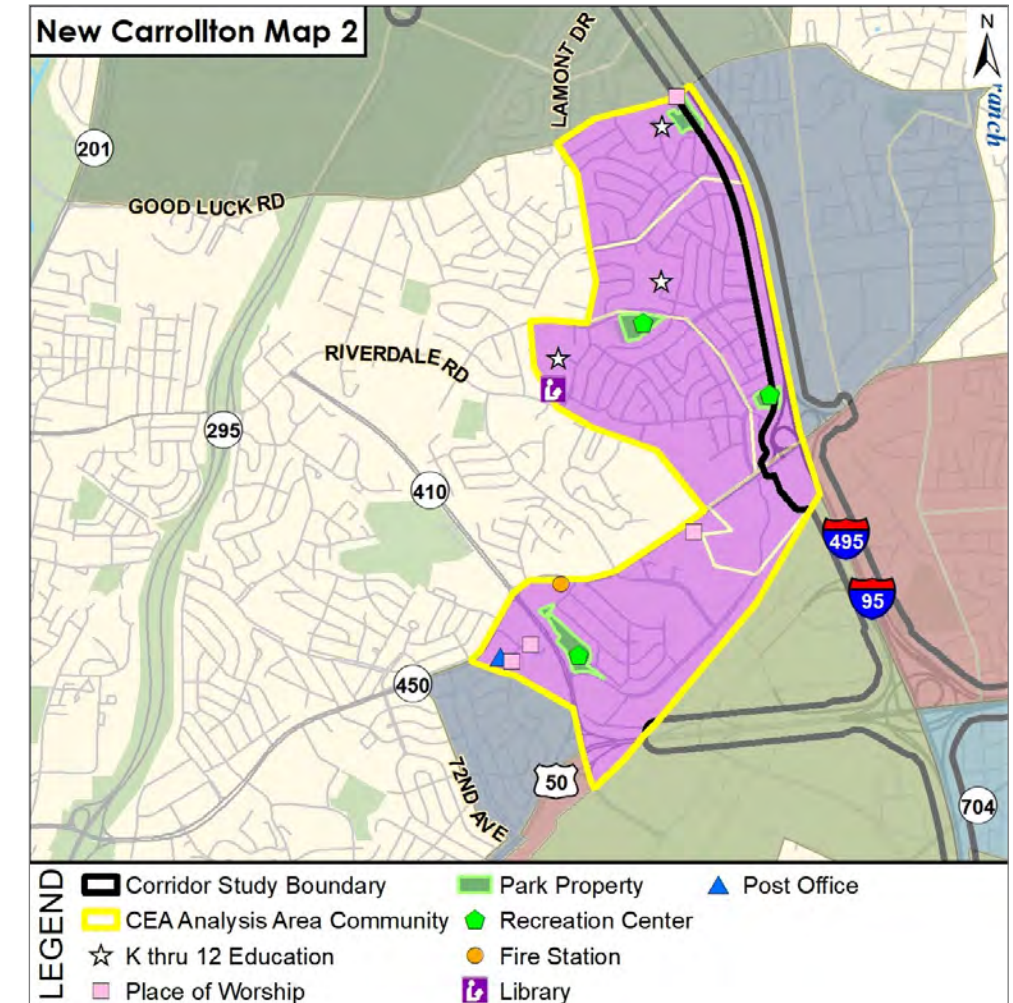 New Carrollton Map 2
N
LAMONT DR
ranch
201
GOOD LUCK RD
RIVERDALE RD
295
410
495
95
450
72ND AVE
50
704
LEGEND
Corridor Study Boundary
Park Property
Post Office
CEA Analysis Area Community
Recreation Center
K thru 12 Education
Fire Station
Place of Worship
Library